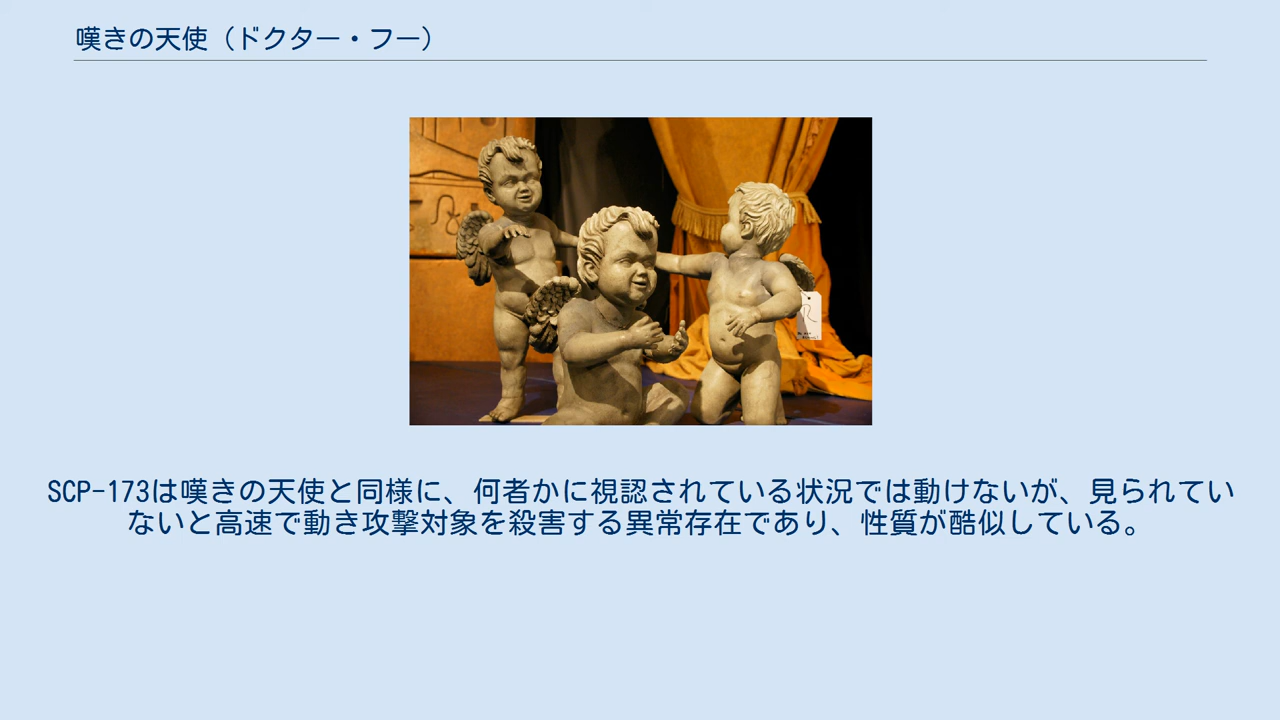 嘆きの天使（ドクター・フー）
SCP-173は嘆きの天使と同様に、何者かに視認されている状況では動けないが、見られてい
ないと高速で動き攻撃対象を殺害する異常存在であり、性質が酷似している。